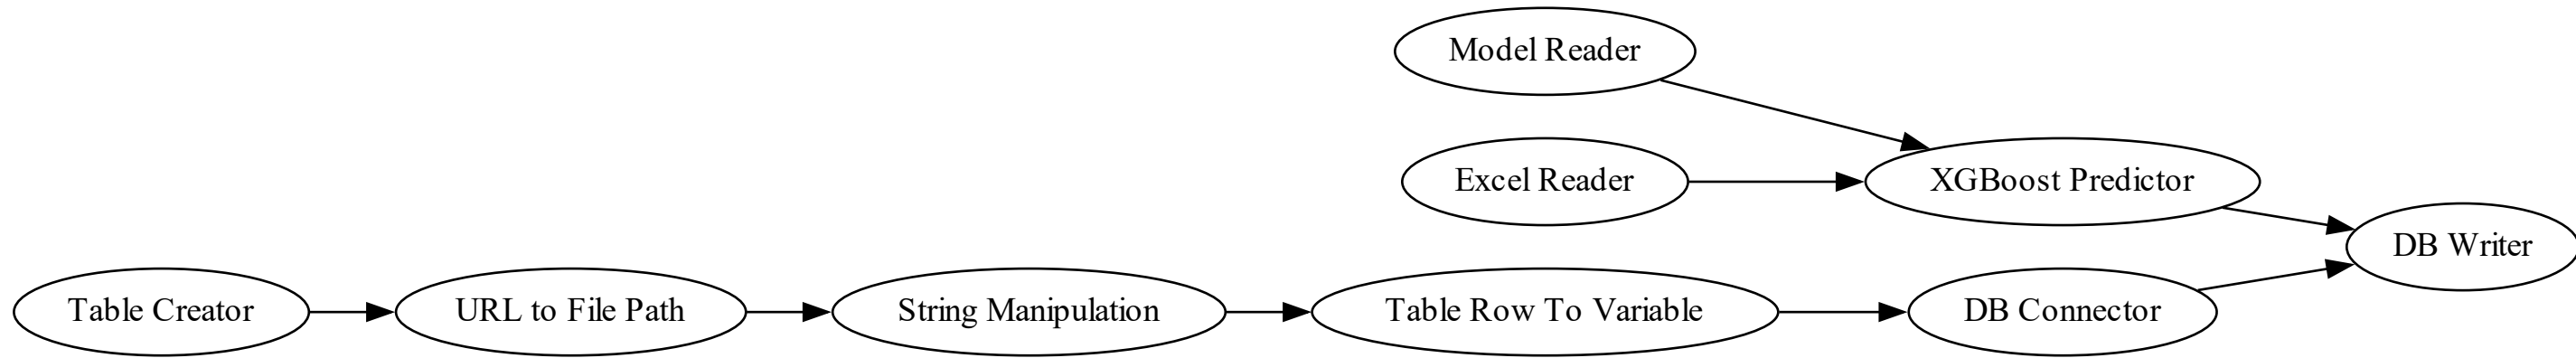 Model Reader
Excel Reader
XGBoost Predictor
DB Writer
Table Creator
URL to File Path
String Manipulation
Table Row To Variable
DB Connector